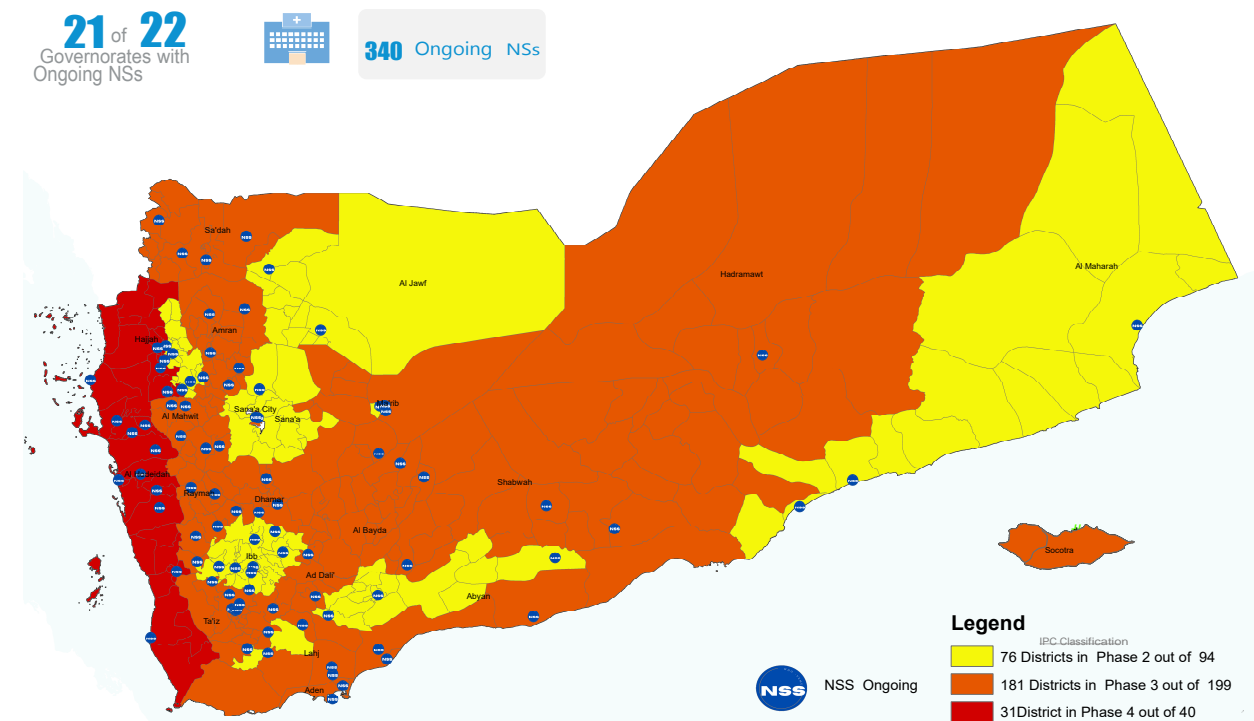 21 of 22
Governorates with
Ongoing NSs
340 Ongoing NSs
Sa'dah
Al Jawf
Hadramawt
Al Maharah
Amran
Hajjah
Al Mahwit
Sana'a City
Sana'a
Marib
Shabwah
Raymah
Dhamar
Al Bayda
Ibb
Ad Dali'
Abyan
Socotra
Ta'iz
Lahj
Aden
NSS
NSS Ongoing
Legend
IPC Classification
76 Districts in Phase 2 out of 94
181 Districts in Phase 3 out of 199
31District in Phase 4 out of 40